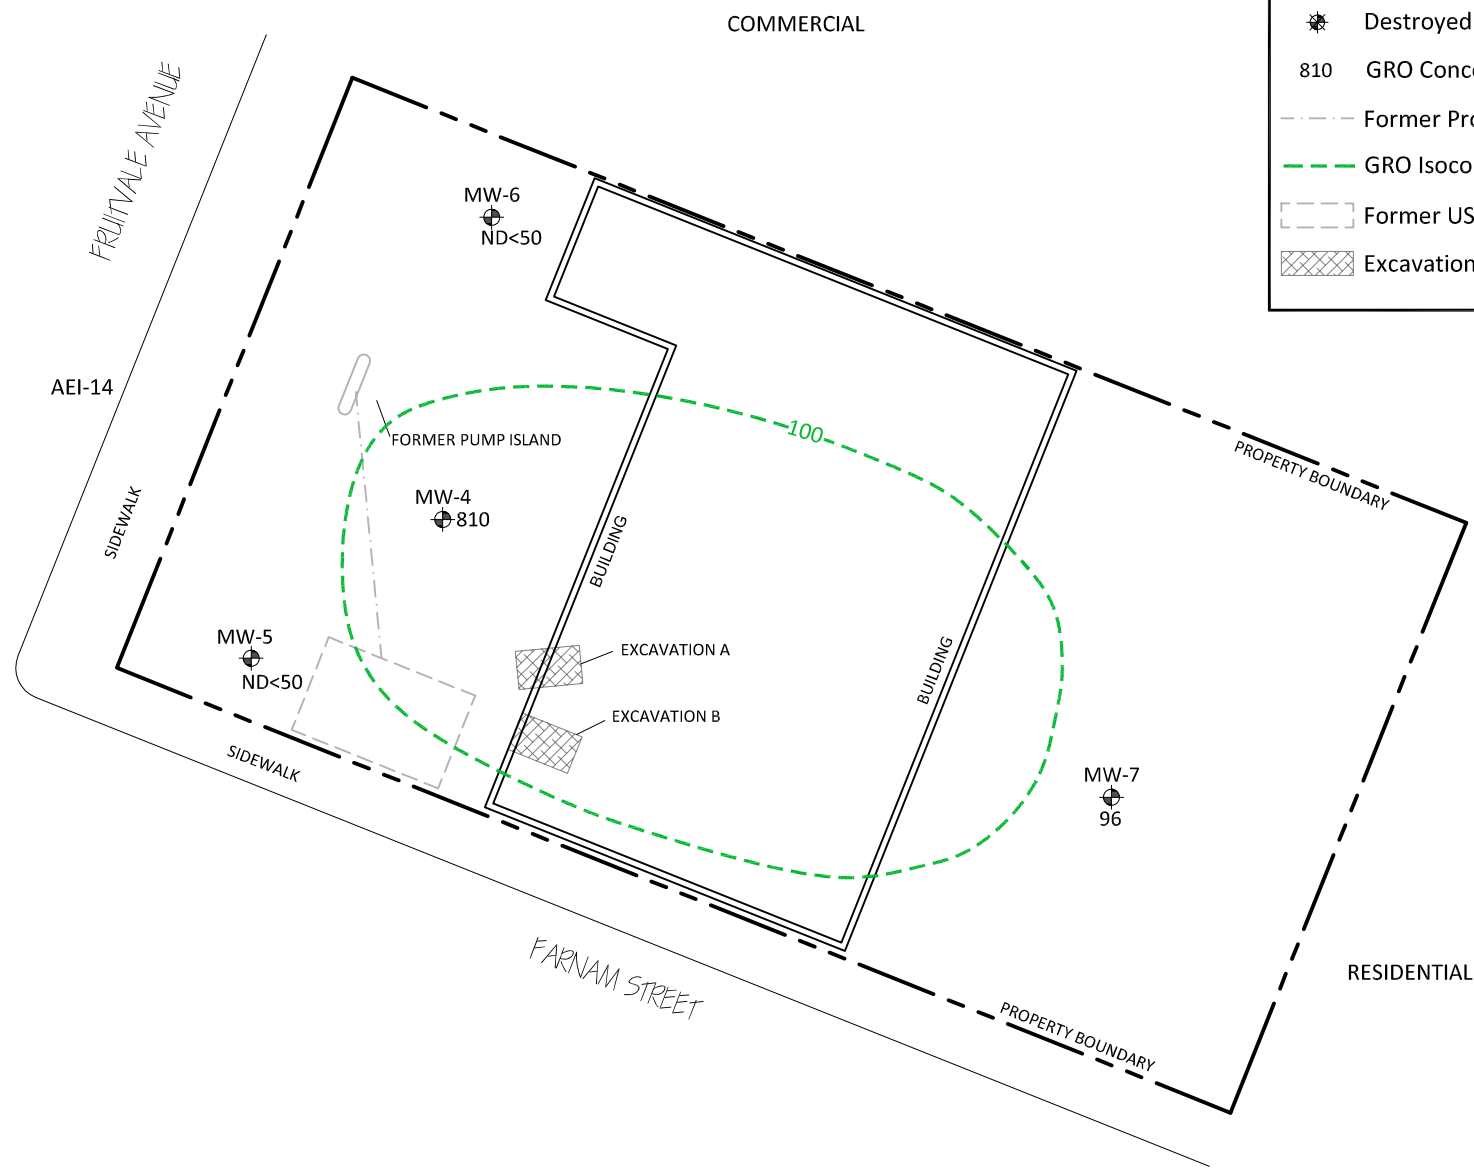 COMMERCIAL
Destroyed
810 GRO Conc
Former Pro
GRO Isoco
Former US
Excavation
FRUITVALE AVENUE
MW-6
ND<50
AEI-14
FORMER PUMP ISLAND
100
PROPERTY BOUNDARY
MW-4
810
SIDEWALK
BUILDING
MW-5
ND<50
EXCAVATION A
BUILDING
EXCAVATION B
SIDEWALK
MW-7
96
FARNAM STREET
RESIDENTIAL
PROPERTY BOUNDARY